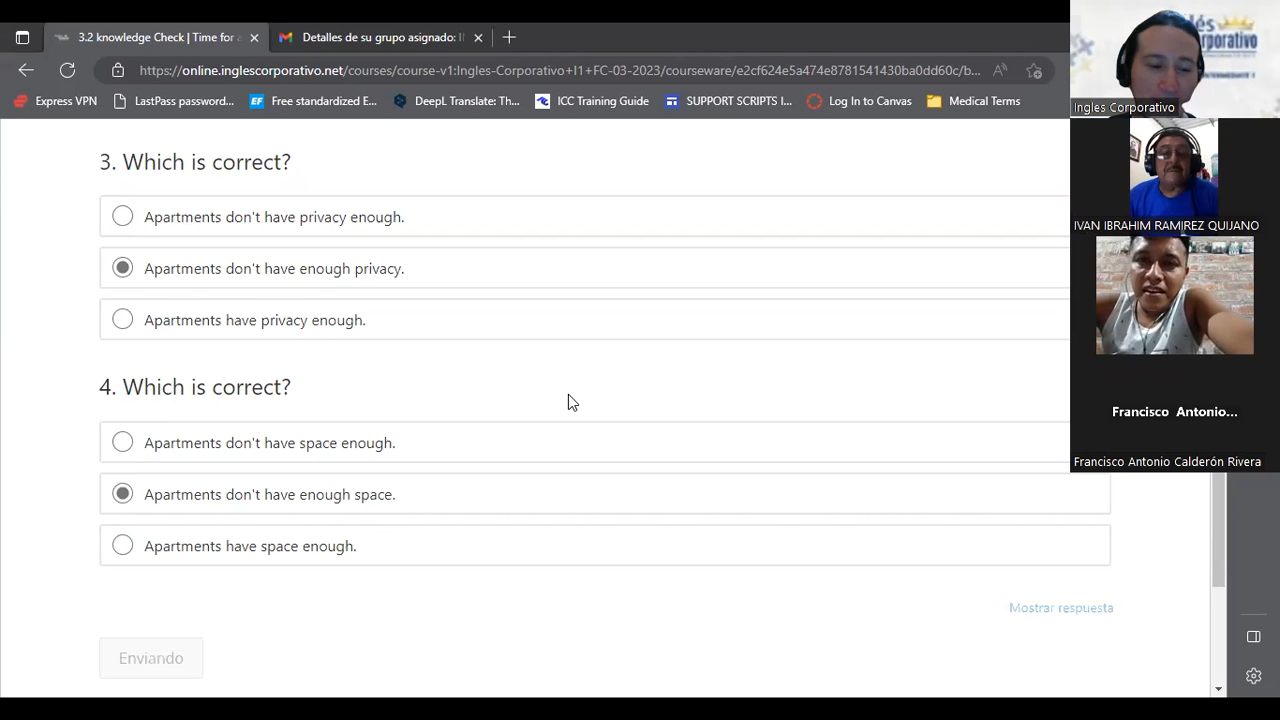 3.2 knowledge Check | Time for a
Detalles de su grupo asignado: I
https://online.inglescorporativo.net/courses/course-v1:Ingles-Corporativo+I1+FC-03-2023/courseware/e2cf624e5a474e8781541430ba0dd60c/b...
Express VPN
LastPass password...
EF
Free standardized E...
DeepL Translate: Th...
ICC Training Guide
SUPPORT SCRIPTS I...
Log In to Canvas
Medical Terms
3. Which is correct?
Apartments don't have privacy enough.
Apartments don't have enough privacy.
Apartments have privacy enough.
4. Which is correct?
Apartments don't have space enough.
Apartments don't have enough space.
Apartments have space enough.
Mostrar respuesta
Enviando
Ingles Corporativo
IVAN IBRAHIM RAMIREZ QUIJANO
Francisco Antonio...
Francisco Antonio Calderón Rivera